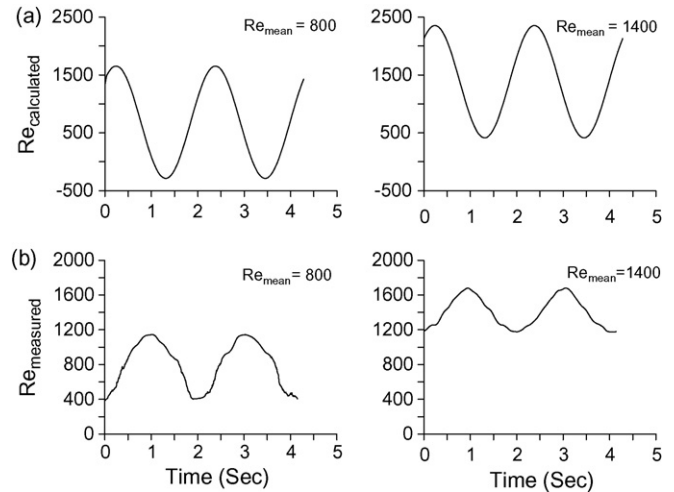 (a)
Re_calculated
2500
1500
500
-500
Re_mean = 800
0 1 2 3 4 5
2500
1500
500
-500
Re_mean = 1400
0 1 2 3 4 5
(b)
Re_measured
2000
1600
1200
800
400
0
Re_mean = 800
0 1 2 3 4 5
Time (Sec)
2000
1600
1200
800
400
0
Re_mean =1400
0 1 2 3 4 5
Time (Sec)